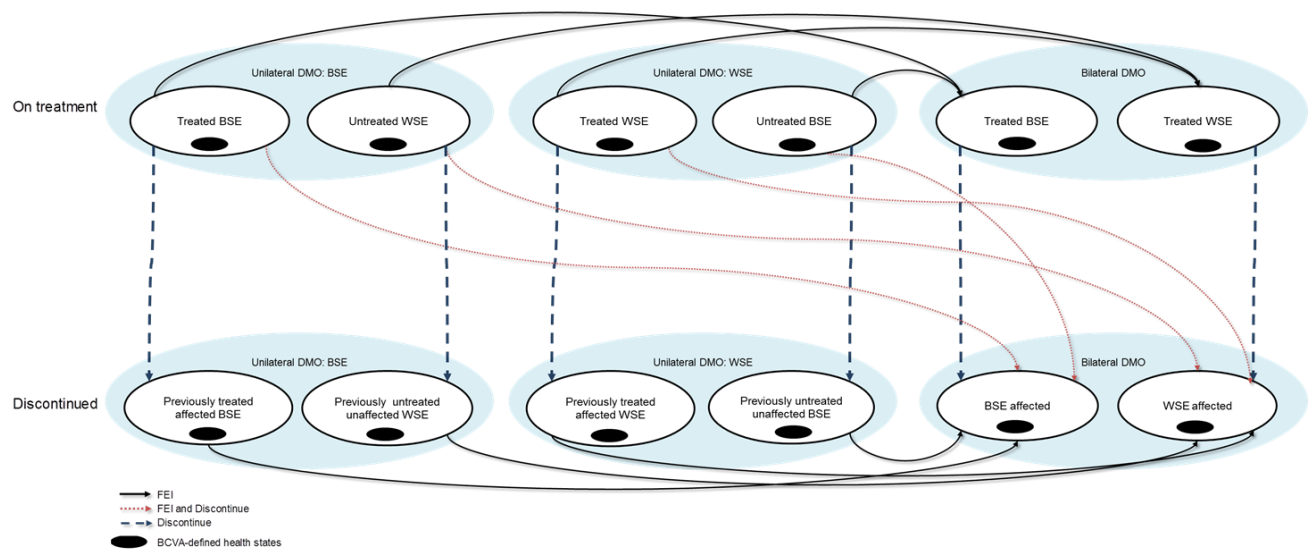 Unilateral DMO: BSE
Unilateral DMO: WSE
Bilateral DMO
On treatment
Treated BSE
Untreated WSE
Treated WSE
Untreated BSE
Treated BSE
Treated WSE
Unilateral DMO: BSE
Unilateral DMO: WSE
Bilateral DMO
Discontinued
Previously treated
affected BSE
Previously untreated
unaffected WSE
Previously treated
affected WSE
Previously untreated
unaffected BSE
BSE affected
WSE affected
FEI
FEI and Discontinue
Discontinue
BCVA-defined health states